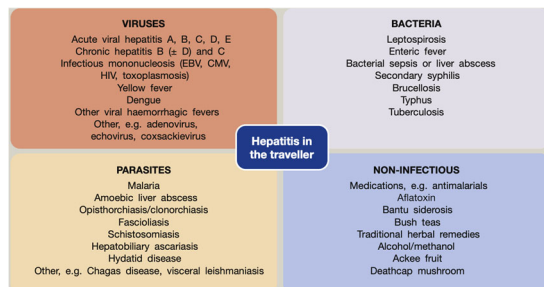 VIRUSES
Acute viral hepatitis A, B, C, D, E
Chronic hepatitis B (± D) and C
Infectious mononucleosis (EBV, CMV,
HIV, toxoplasmosis)
Yellow fever
Dengue
Other viral haemorrhagic fevers
Other, e.g. adenovirus,
echovirus, coxsackievirus
BACTERIA
Leptospirosis
Enteric fever
Bacterial sepsis or liver abscess
Secondary syphilis
Brucellosis
Typhus
Tuberculosis
Hepatitis in
the traveller
PARASITES
Malaria
Amoebic liver abscess
Opisthorchiasis/clonorchiasis
Fascioliasis
Schistosomiasis
Hepatobiliary ascariasis
Hydatid disease
Other, e.g. Chagas disease, visceral leishmaniasis
NON-INFECTIOUS
Medications, e.g. antimalarials
Aflatoxin
Bantu siderosis
Bush teas
Traditional herbal remedies
Alcohol/methanol
Ackee fruit
Deathcap mushroom